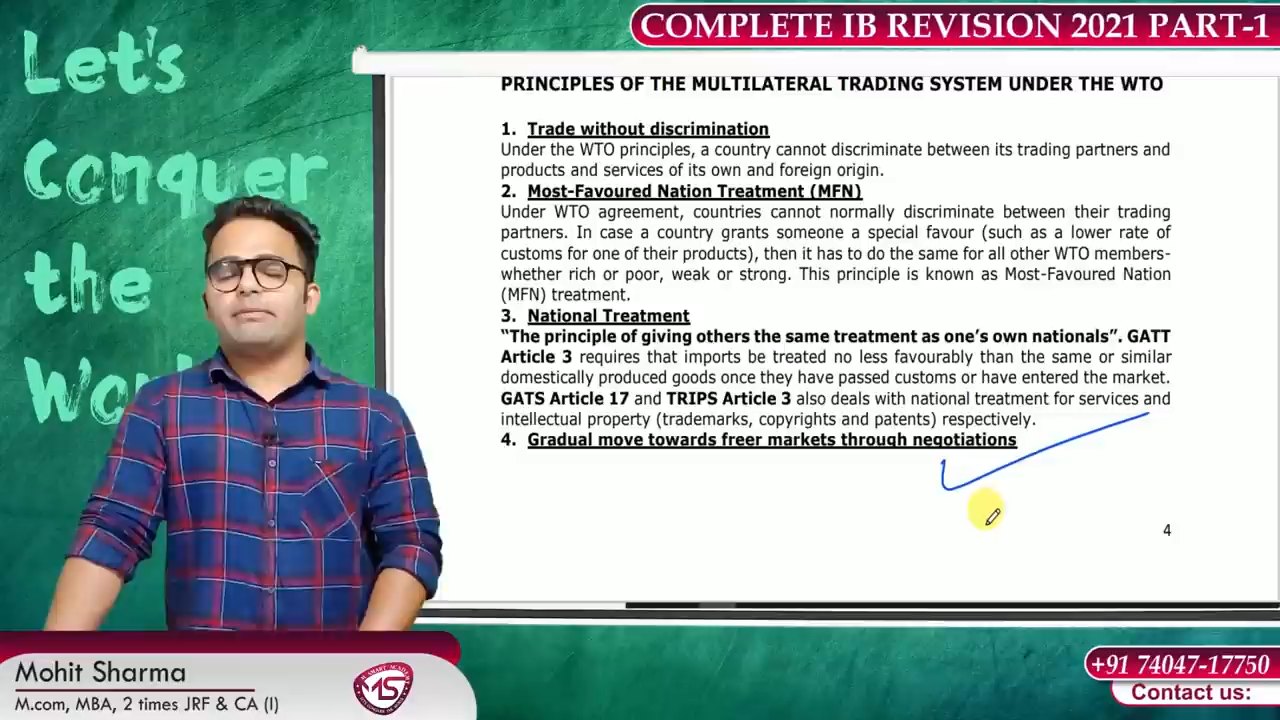 COMPLETE IB REVISION 2021 PART-1
Let's
Conquer
the
PRINCIPLES OF THE MULTILATERAL TRADING SYSTEM UNDER THE WTO
1. Trade without discrimination
Under the WTO principles, a country cannot discriminate between its trading partners and
products and services of its own and foreign origin.
2. Most-Favoured Nation Treatment (MFN)
Under WTO agreement, countries cannot normally discriminate between their trading
partners. In case a country grants someone a special favour (such as a lower rate of
customs for one of their products), then it has to do the same for all other WTO members-
whether rich or poor, weak or strong. This principle is known as Most-Favoured Nation
(MFN) treatment.
3. National Treatment
“The principle of giving others the same treatment as one’s own nationals”. GATT
Article 3 requires that imports be treated no less favourably than the same or similar
domestically produced goods once they have passed customs or have entered the market.
GATS Article 17 and TRIPS Article 3 also deals with national treatment for services and
intellectual property (trademarks, copyrights and patents) respectively.
4. Gradual move towards freer markets through negotiations
4
Mohit Sharma
M.com, MBA, 2 times JRF & CA (I)
MS
+91 74047-17750
Contact us: